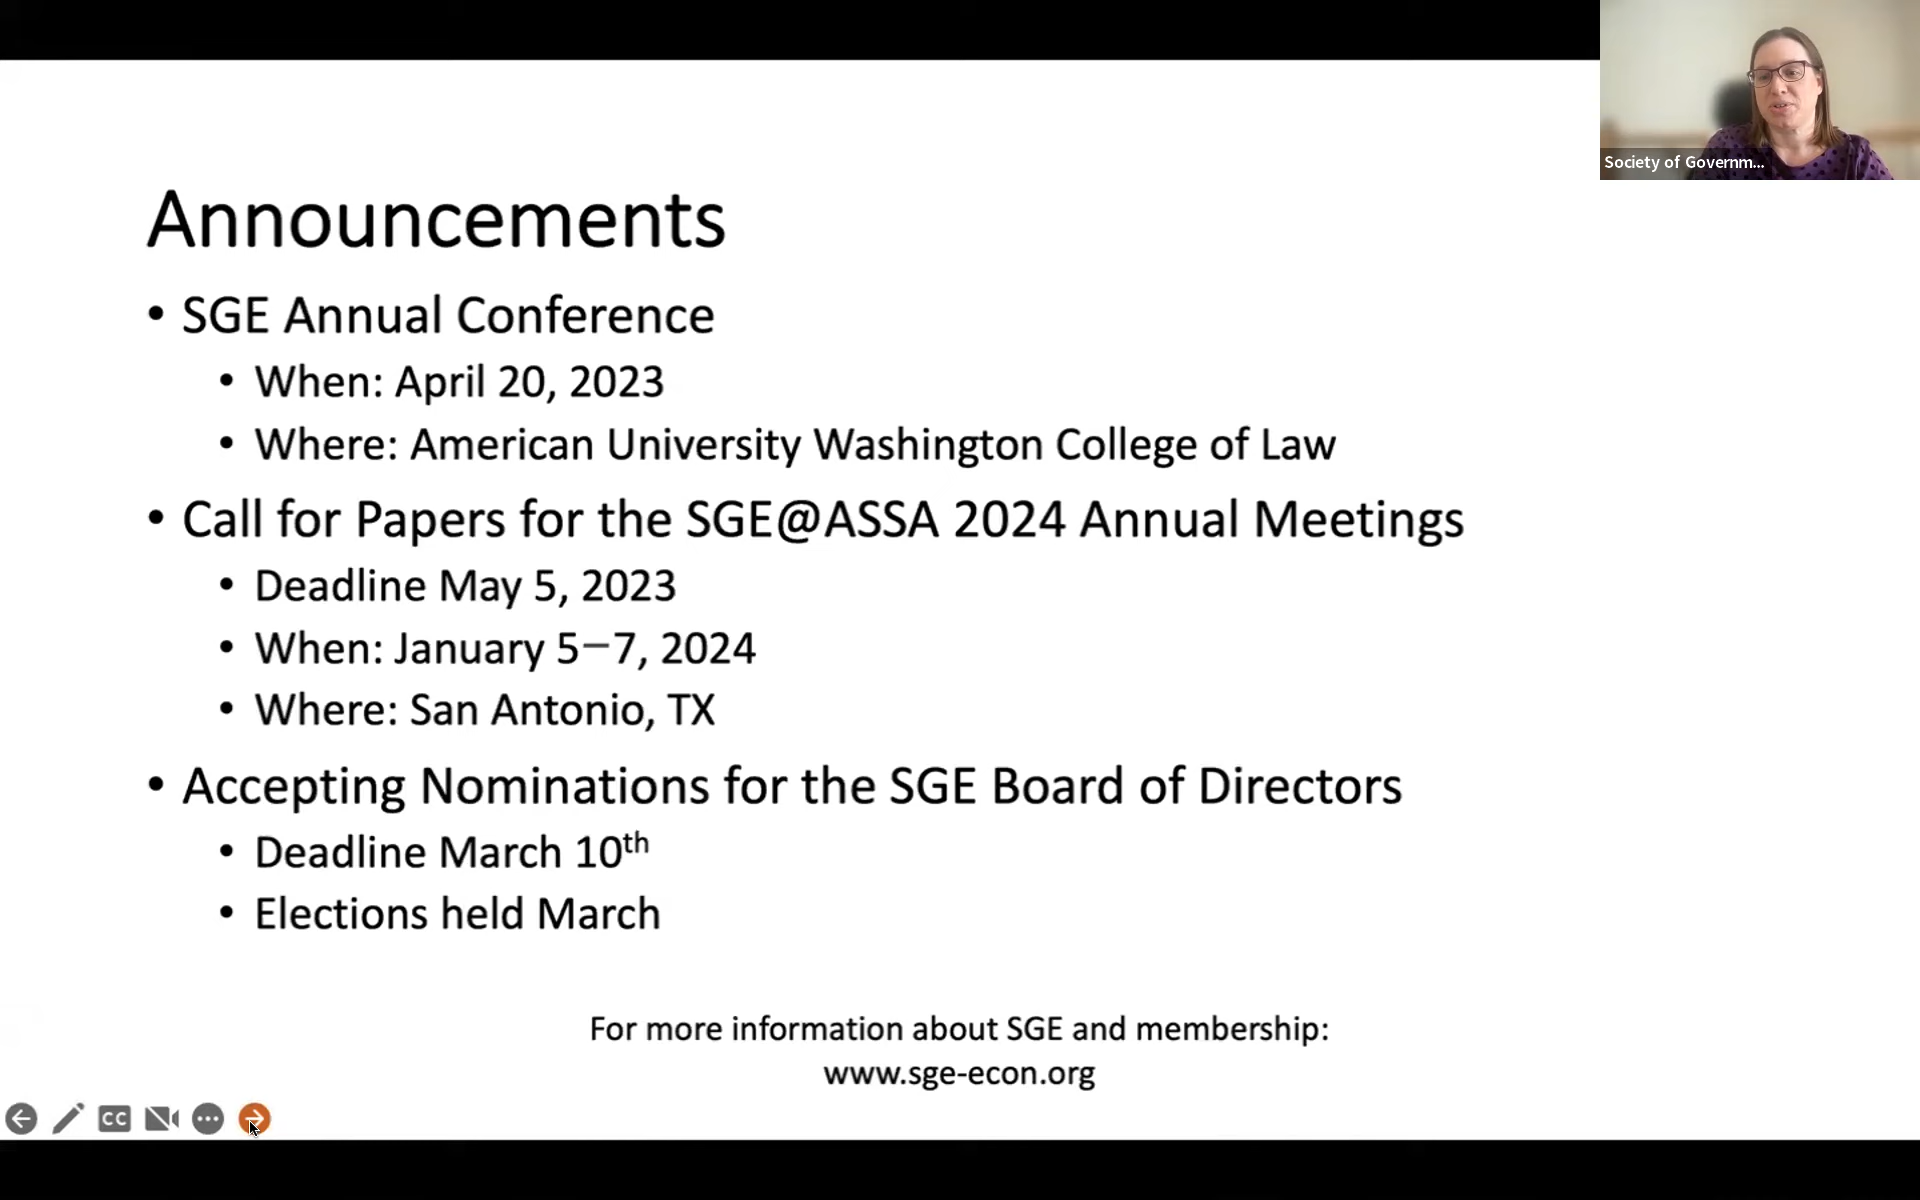 Society of Governm...
Announcements
• SGE Annual Conference
• When: April 20, 2023
• Where: American University Washington College of Law
• Call for Papers for the SGE@ASSA 2024 Annual Meetings
• Deadline May 5, 2023
• When: January 5–7, 2024
• Where: San Antonio, TX
• Accepting Nominations for the SGE Board of Directors
• Deadline March 10th
• Elections held March
For more information about SGE and membership:
www.sge-econ.org
CC